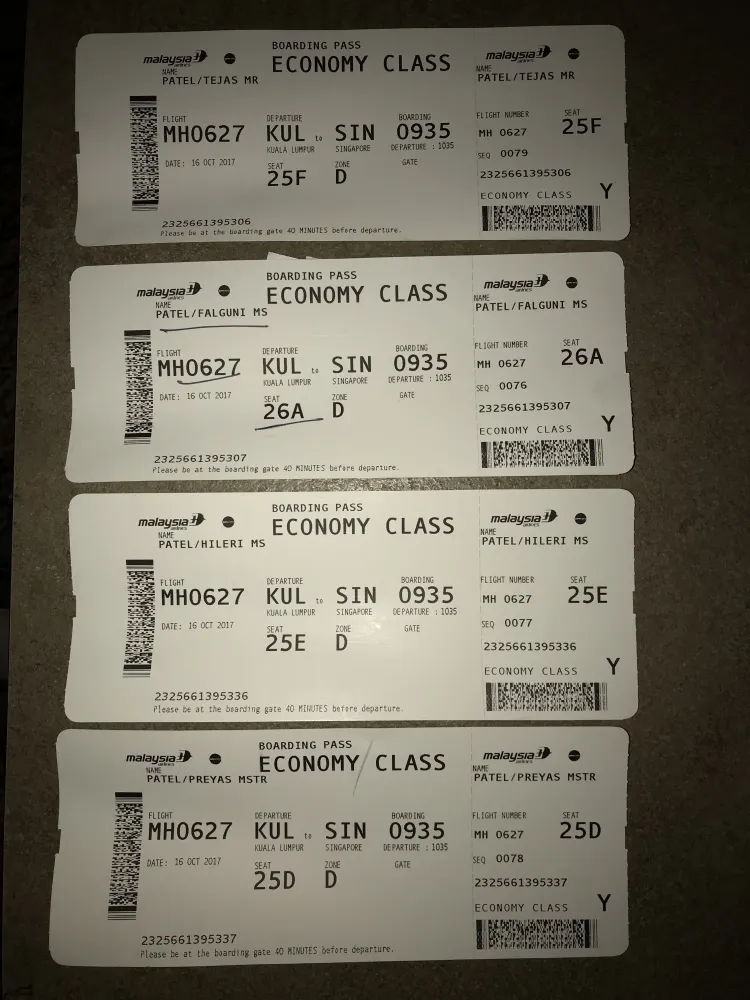 malaysia airlines
BOARDING PASS
ECONOMY CLASS
NAME
PATEL/TEJAS MR
FLIGHT DEPARTURE BOARDING
MH0627 KUL to SIN 0935
KUALA LUMPUR SINGAPORE DEPARTURE : 1035
DATE: 16 OCT 2017 SEAT ZONE GATE
25F D
2325661395306
Please be at the boarding gate 40 MINUTES before departure.
malaysia airlines
NAME
PATEL/TEJAS MR
FLIGHT NUMBER SEAT
MH 0627 25F
SEQ 0079
2325661395306
ECONOMY CLASS Y
malaysia airlines
BOARDING PASS
ECONOMY CLASS
NAME
PATEL/FALGUNI MS
FLIGHT DEPARTURE BOARDING
MH0627 KUL to SIN 0935
KUALA LUMPUR SINGAPORE DEPARTURE : 1035
DATE: 16 OCT 2017 SEAT ZONE GATE
26A D
2325661395307
Please be at the boarding gate 40 MINUTES before departure.
malaysia airlines
NAME
PATEL/FALGUNI MS
FLIGHT NUMBER SEAT
MH 0627 26A
SEQ 0076
2325661395307
ECONOMY CLASS Y
malaysia airlines
BOARDING PASS
ECONOMY CLASS
NAME
PATEL/HILERI MS
FLIGHT DEPARTURE BOARDING
MH0627 KUL to SIN 0935
KUALA LUMPUR SINGAPORE DEPARTURE : 1035
DATE: 16 OCT 2017 SEAT ZONE GATE
25E D
2325661395336
Please be at the boarding gate 40 MINUTES before departure.
malaysia airlines
NAME
PATEL/HILERI MS
FLIGHT NUMBER SEAT
MH 0627 25E
SEQ 0077
2325661395336
ECONOMY CLASS Y
malaysia airlines
BOARDING PASS
ECONOMY CLASS
NAME
PATEL/PREYAS MSTR
FLIGHT DEPARTURE BOARDING
MH0627 KUL to SIN 0935
KUALA LUMPUR SINGAPORE DEPARTURE : 1035
DATE: 16 OCT 2017 SEAT ZONE GATE
25D D
2325661395337
Please be at the boarding gate 40 MINUTES before departure.
malaysia airlines
NAME
PATEL/PREYAS MSTR
FLIGHT NUMBER SEAT
MH 0627 25D
SEQ 0078
2325661395337
ECONOMY CLASS Y